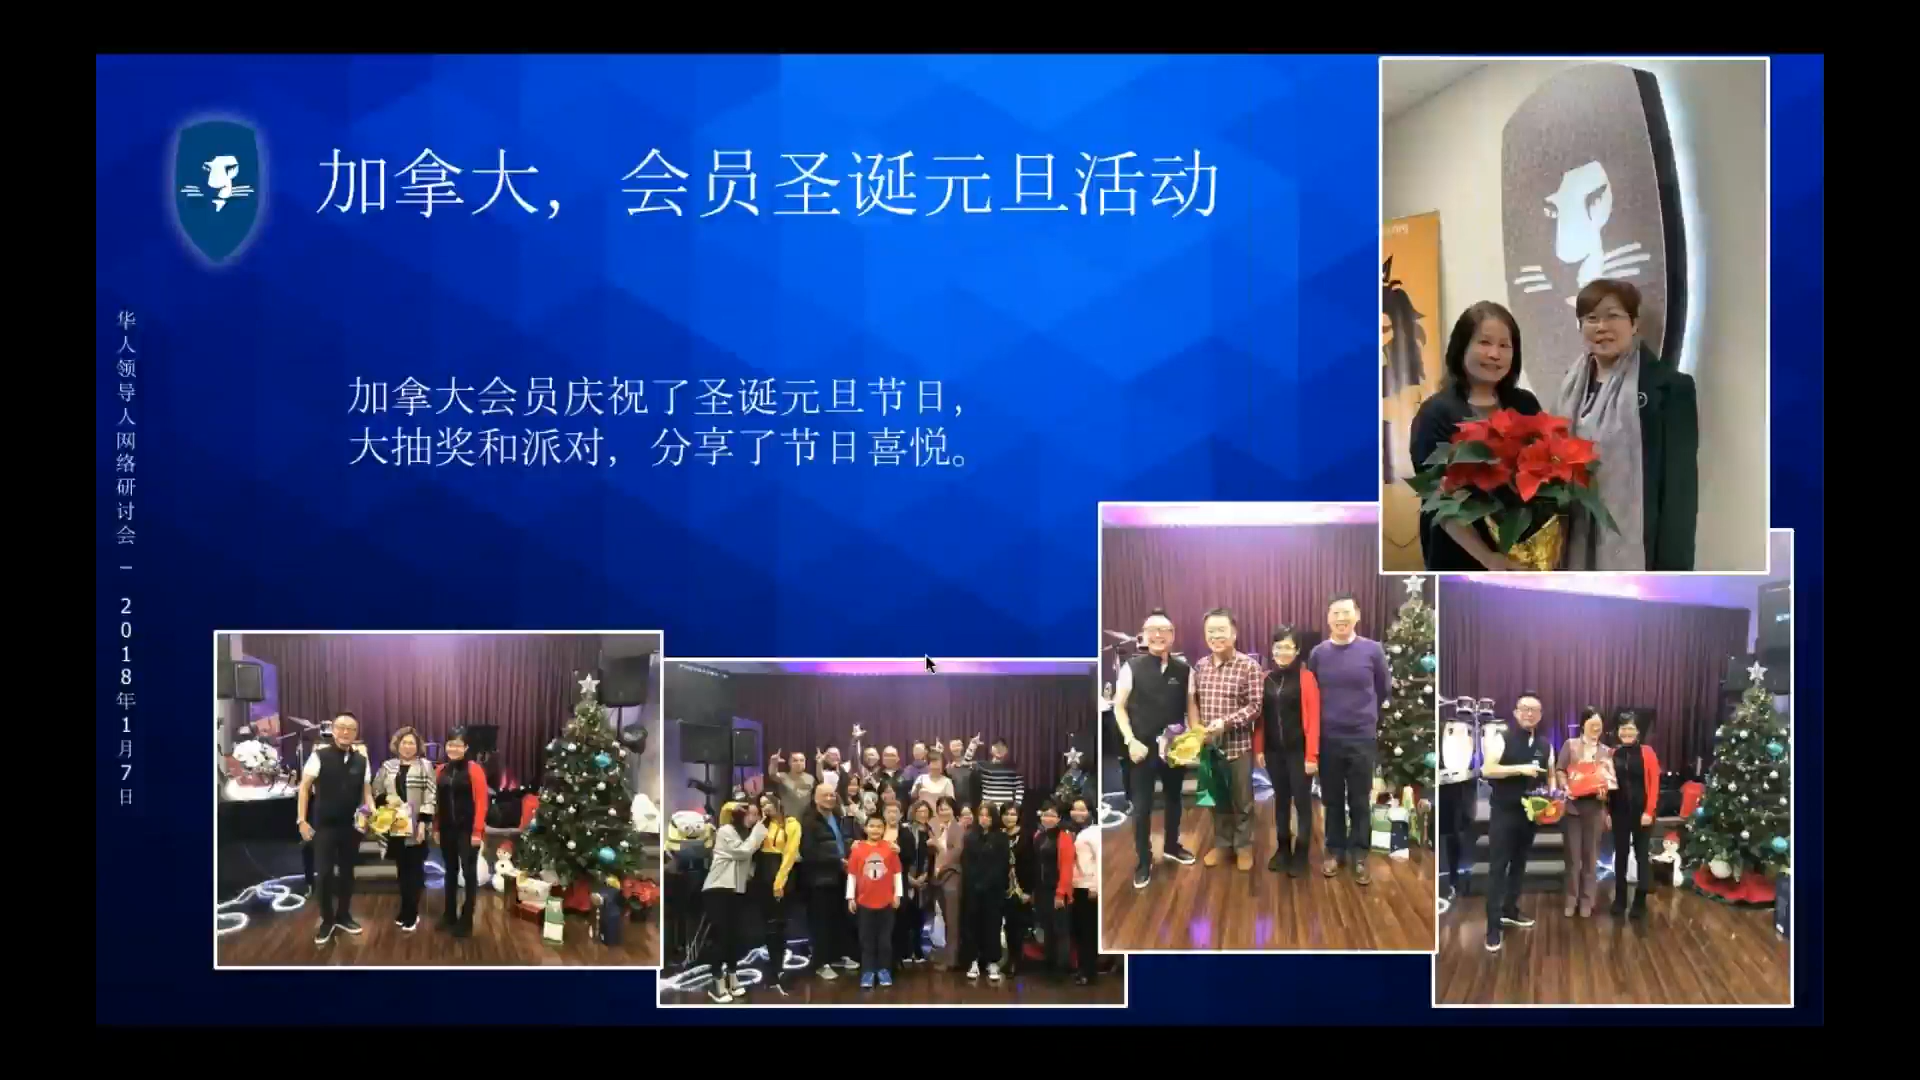 加拿大，会员圣诞元旦活动
加拿大会员庆祝了圣诞元旦节日，
大抽奖和派对，分享了节日喜悦。
华人领导人网络研讨会 – 2018年1月7日